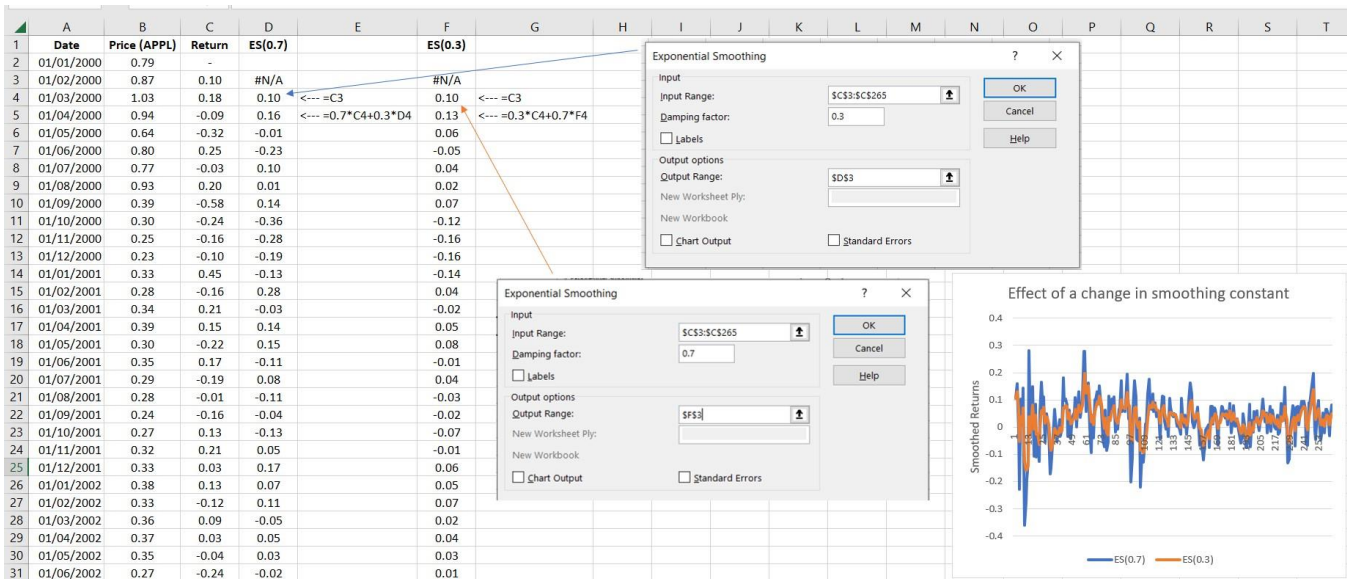 A B C D E F G H I J K L M N O P Q R S T
1 Date Price (APPL) Return ES(0.7) ES(0.3)
2 01/01/2000 0.79 -
3 01/02/2000 0.87 0.10 #N/A #N/A
4 01/03/2000 1.03 0.18 0.10 <--- =C3 0.10 <--- =C3
5 01/04/2000 0.94 -0.09 0.16 <--- =0.7*C4+0.3*D4 0.13 <--- =0.3*C4+0.7*F4
6 01/05/2000 0.64 -0.32 -0.01 0.06
7 01/06/2000 0.80 0.25 -0.23 -0.05
8 01/07/2000 0.77 -0.03 0.10 0.04
9 01/08/2000 0.93 0.20 0.01 0.02
10 01/09/2000 0.39 -0.58 0.14 0.07
11 01/10/2000 0.30 -0.24 -0.36 -0.12
12 01/11/2000 0.25 -0.16 -0.28 -0.16
13 01/12/2000 0.23 -0.10 -0.19 -0.16
14 01/01/2001 0.33 0.45 -0.13 -0.14
15 01/02/2001 0.28 -0.16 0.28 0.04
16 01/03/2001 0.34 0.21 -0.03 -0.02
17 01/04/2001 0.39 0.15 0.14 0.05
18 01/05/2001 0.30 -0.22 0.15 0.08
19 01/06/2001 0.35 0.17 -0.11 -0.01
20 01/07/2001 0.29 -0.19 0.08 0.04
21 01/08/2001 0.28 -0.01 -0.11 -0.03
22 01/09/2001 0.24 -0.16 -0.04 -0.02
23 01/10/2001 0.27 0.13 -0.13 -0.07
24 01/11/2001 0.32 0.21 0.05 -0.01
25 01/12/2001 0.33 0.03 0.17 0.06
26 01/01/2002 0.38 0.13 0.07 0.05
27 01/02/2002 0.33 -0.12 0.11 0.07
28 01/03/2002 0.36 0.09 -0.05 0.02
29 01/04/2002 0.37 0.03 0.05 0.04
30 01/05/2002 0.35 -0.04 0.03 0.03
31 01/06/2002 0.27 -0.24 -0.02 0.01
Exponential Smoothing ? ×
Input
Input Range: $C$3:$C$265 OK
Damping factor: 0.3 Cancel
Labels Help
Output options
Output Range: $D$3
New Worksheet Ply:
New Workbook
Chart Output Standard Errors
Exponential Smoothing ? ×
Input
Input Range: $C$3:$C$265 OK
Damping factor: 0.7 Cancel
Labels Help
Output options
Output Range: $F$3
New Worksheet Ply:
New Workbook
Chart Output Standard Errors
Effect of a change in smoothing constant
Smoothed Returns
0.4
0.3
0.2
0.1
0
-0.1
-0.2
-0.3
-0.4
1 13 49 61 73 85 97 109 121 133 145 169 181 205 217 241
ES(0.7) ES(0.3)